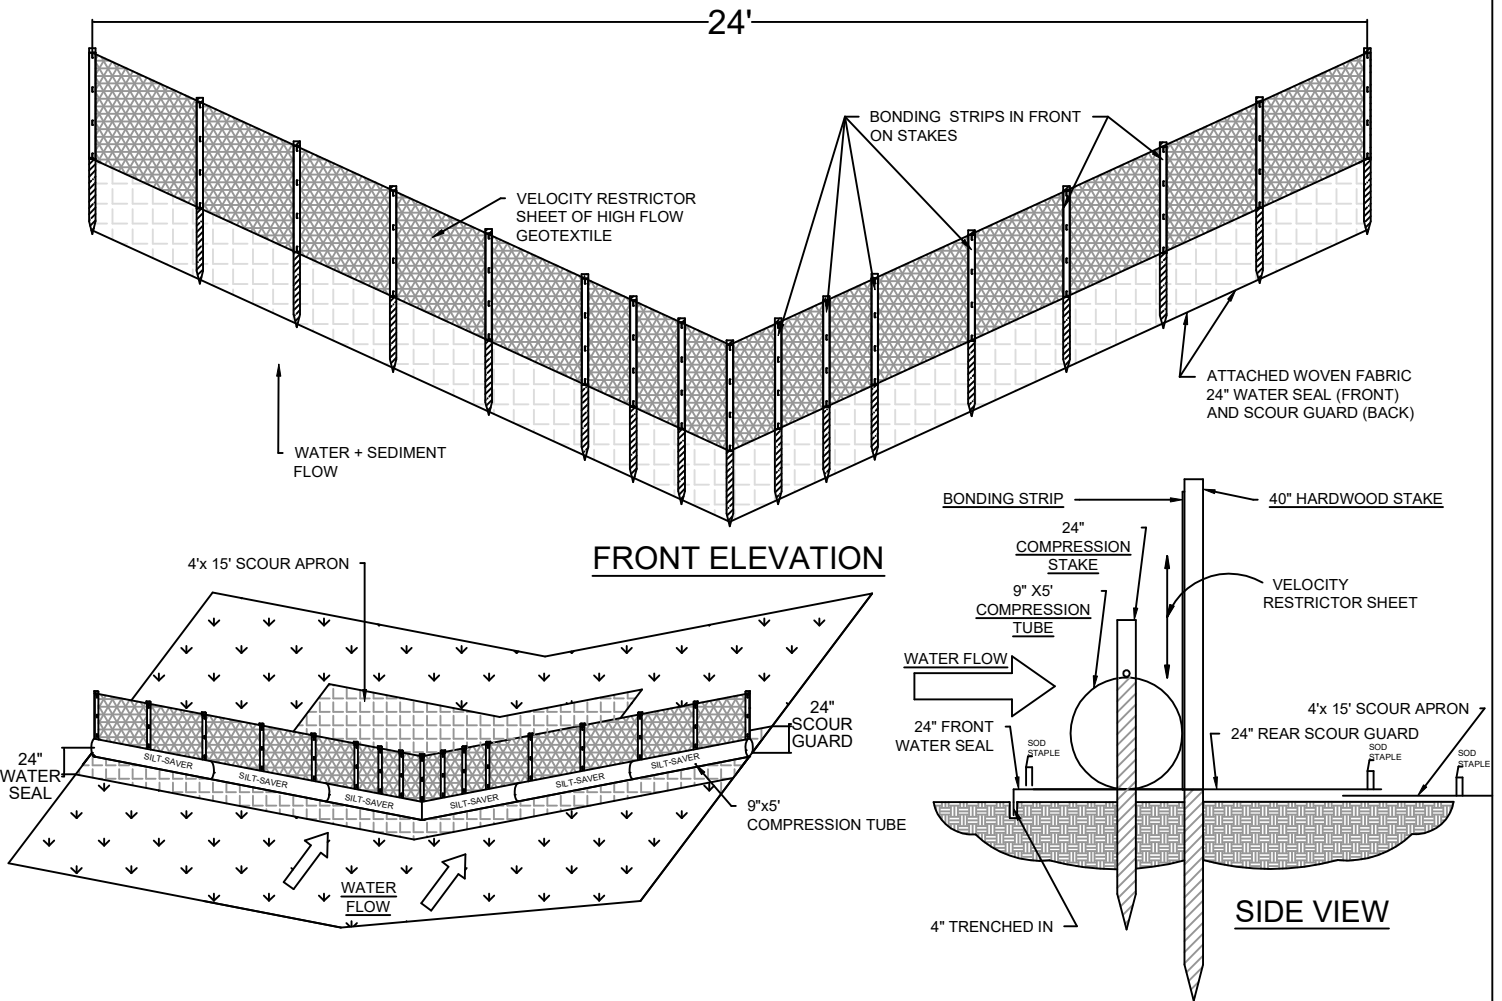 24'
BONDING STRIPS IN FRONT
ON STAKES
VELOCITY RESTRICTOR
SHEET OF HIGH FLOW
GEOTEXTILE
ATTACHED WOVEN FABRIC
24" WATER SEAL (FRONT)
AND SCOUR GUARD (BACK)
WATER + SEDIMENT
FLOW
FRONT ELEVATION
4'x 15' SCOUR APRON
24"
SCOUR
GUARD
24"
WATER
SEAL
SILT-SAVER
SILT-SAVER
SILT-SAVER
SILT-SAVER
SILT-SAVER
SILT-SAVER
9"x5'
COMPRESSION TUBE
WATER
FLOW
BONDING STRIP
40" HARDWOOD STAKE
24"
COMPRESSION
STAKE
9" X5'
COMPRESSION
TUBE
VELOCITY
RESTRICTOR SHEET
WATER FLOW
24" FRONT
WATER SEAL
SOD
STAPLE
4'x 15' SCOUR APRON
24" REAR SCOUR GUARD
SOD
STAPLE
SOD
STAPLE
4" TRENCHED IN
SIDE VIEW